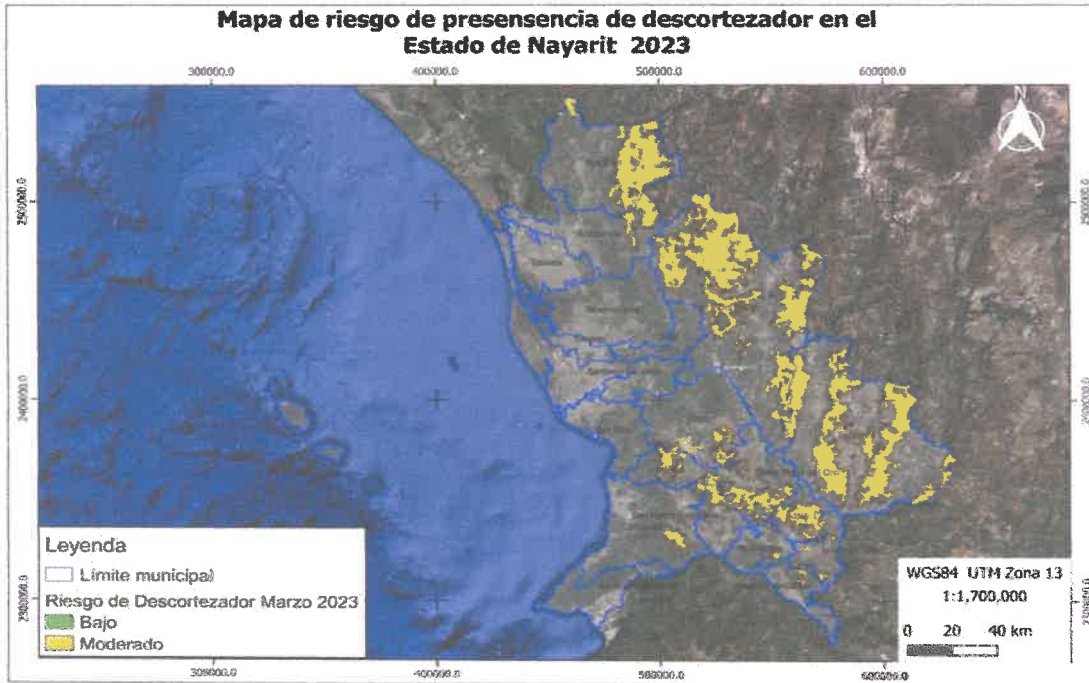 Mapa de riesgo de presensencia de descortezador en el
Estado de Nayarit 2023
300000.0 400000.0 500000.0 600000.0
N
2500000.0 2500000.0
2400000.0 2400000.0
2300000.0 2300000.0
Leyenda
Límite municipal
Riesgo de Descortezador Marzo 2023
Bajo
Moderado
WGS84 UTM Zona 13
1:1,700,000
0 20 40 km
300000.0 400000.0 500000.0 600000.0